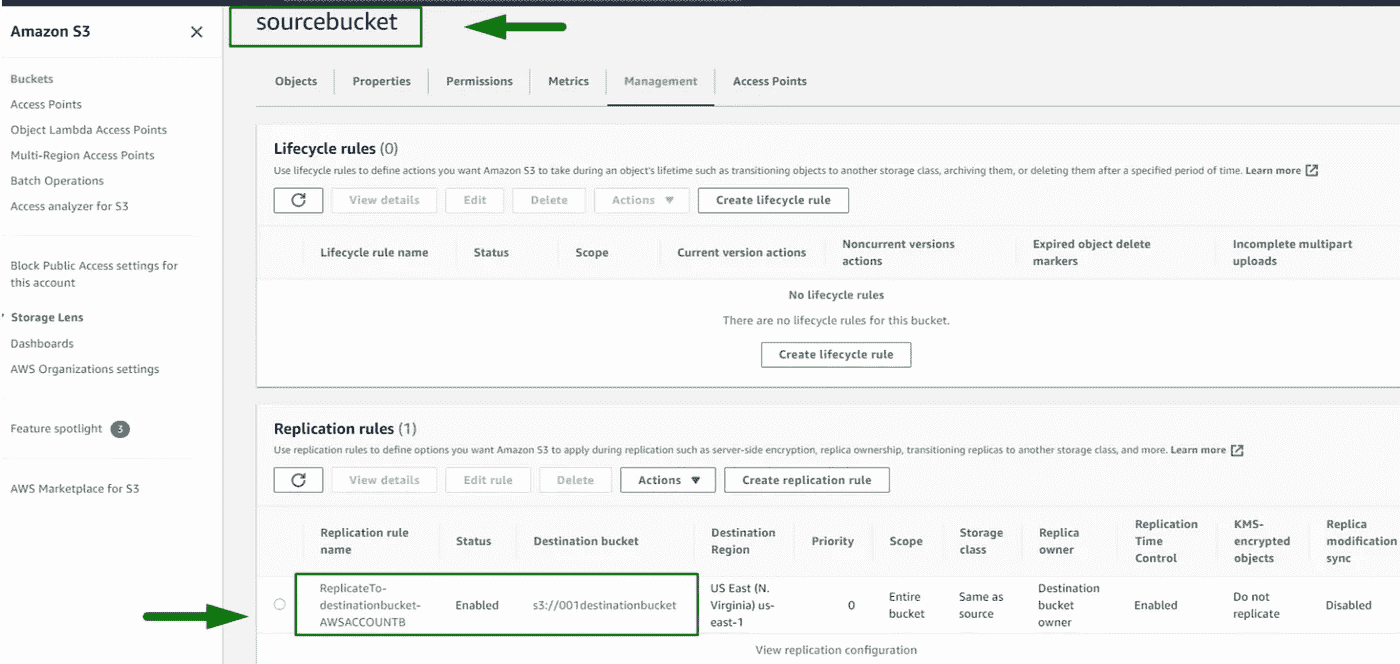 Amazon S3
Buckets
Access Points
Object Lambda Access Points
Multi-Region Access Points
Batch Operations
Access analyzer for S3
Block Public Access settings for
this account
Storage Lens
Dashboards
AWS Organizations settings
Feature spotlight 3
AWS Marketplace for S3
sourcebucket
Objects Properties Permissions Metrics Management Access Points
Lifecycle rules (0)
Use lifecycle rules to define actions you want Amazon S3 to take during an object's lifetime such as transitioning objects to another storage class, archiving them, or deleting them after a specified period of time. Learn more
View details Edit Delete Actions Create lifecycle rule
Lifecycle rule name Status Scope Current version actions Noncurrent versions actions Expired object delete markers Incomplete multipart uploads
No lifecycle rules
There are no lifecycle rules for this bucket.
Create lifecycle rule
Replication rules (1)
Use replication rules to define options you want Amazon S3 to apply during replication such as server-side encryption, replica ownership, transitioning replicas to another storage class, and more. Learn more
View details Edit rule Delete Actions Create replication rule
Replication rule name Status Destination bucket Destination Region Priority Scope Storage class Replica owner Replication Time Control KMS-encrypted objects Replica modification sync
ReplicateTo-destinationbucket-AWSACCOUNTB Enabled s3://001destinationbucket US East (N. Virginia) us-east-1 0 Entire bucket Same as source Destination bucket owner Enabled Do not replicate Disabled
View replication configuration